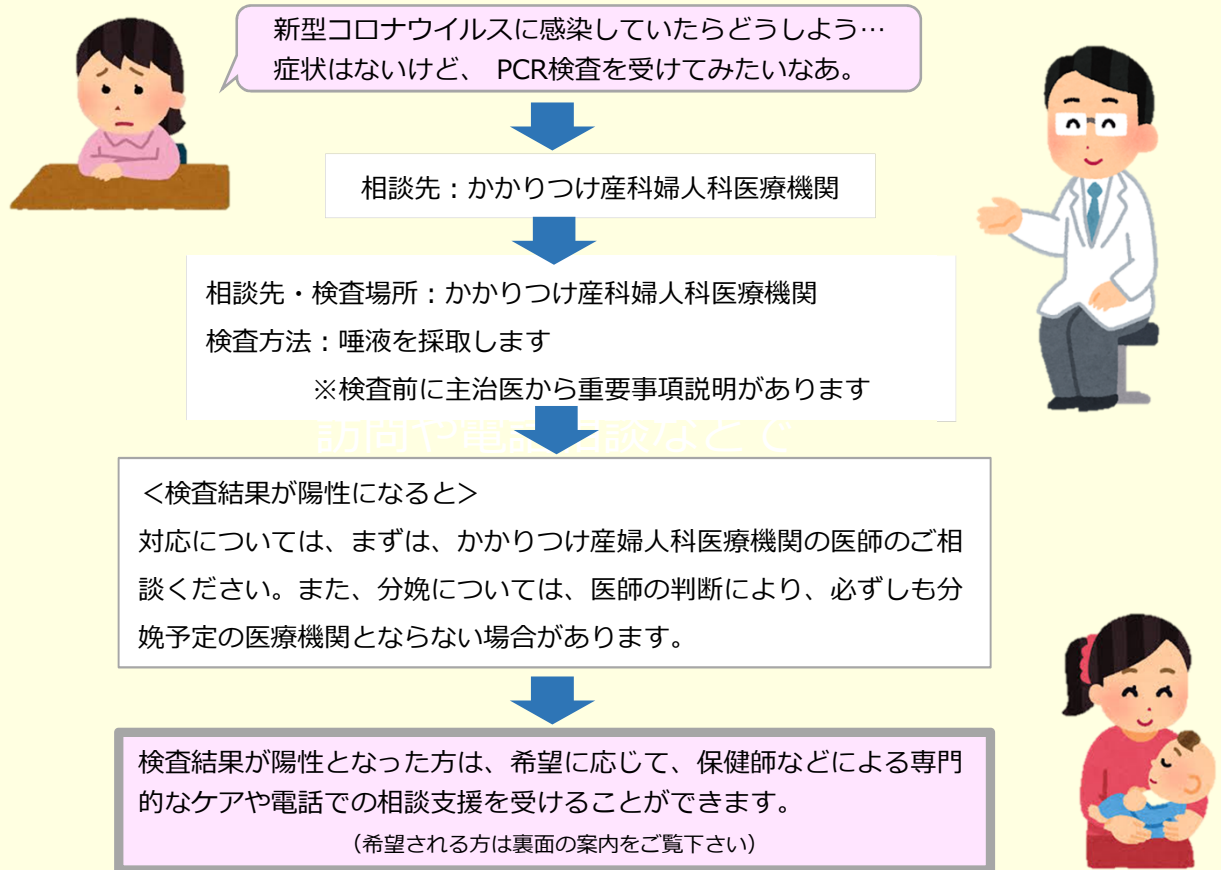 新型コロナウイルスに感染していたらどうしよう…
症状はないけど、 PCR検査を受けてみたいなあ。
相談先：かかりつけ産科婦人科医療機関
相談先・検査場所：かかりつけ産科婦人科医療機関
検査方法：唾液を採取します
※検査前に主治医から重要事項説明があります
訪問や電話相談などで
＜検査結果が陽性になると＞
対応については、まずは、かかりつけ産婦人科医療機関の医師のご相
談ください。また、分娩については、医師の判断により、必ずしも分
娩予定の医療機関とならない場合があります。
検査結果が陽性となった方は、希望に応じて、保健師などによる専門
的なケアや電話での相談支援を受けることができます。
（希望される方は裏面の案内をご覧下さい）